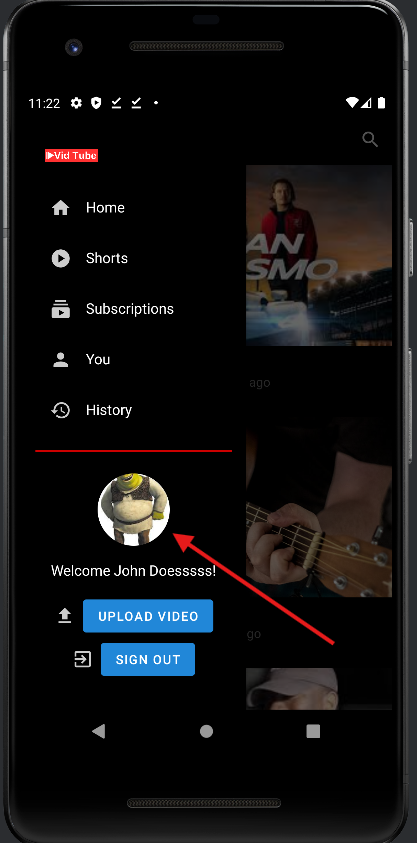 11:22
Vid Tube
Home
AN
Shorts
SMO
Subscriptions
You
ago
History
Welcome John Doesssss!
UPLOAD VIDEO
go
SIGN OUT